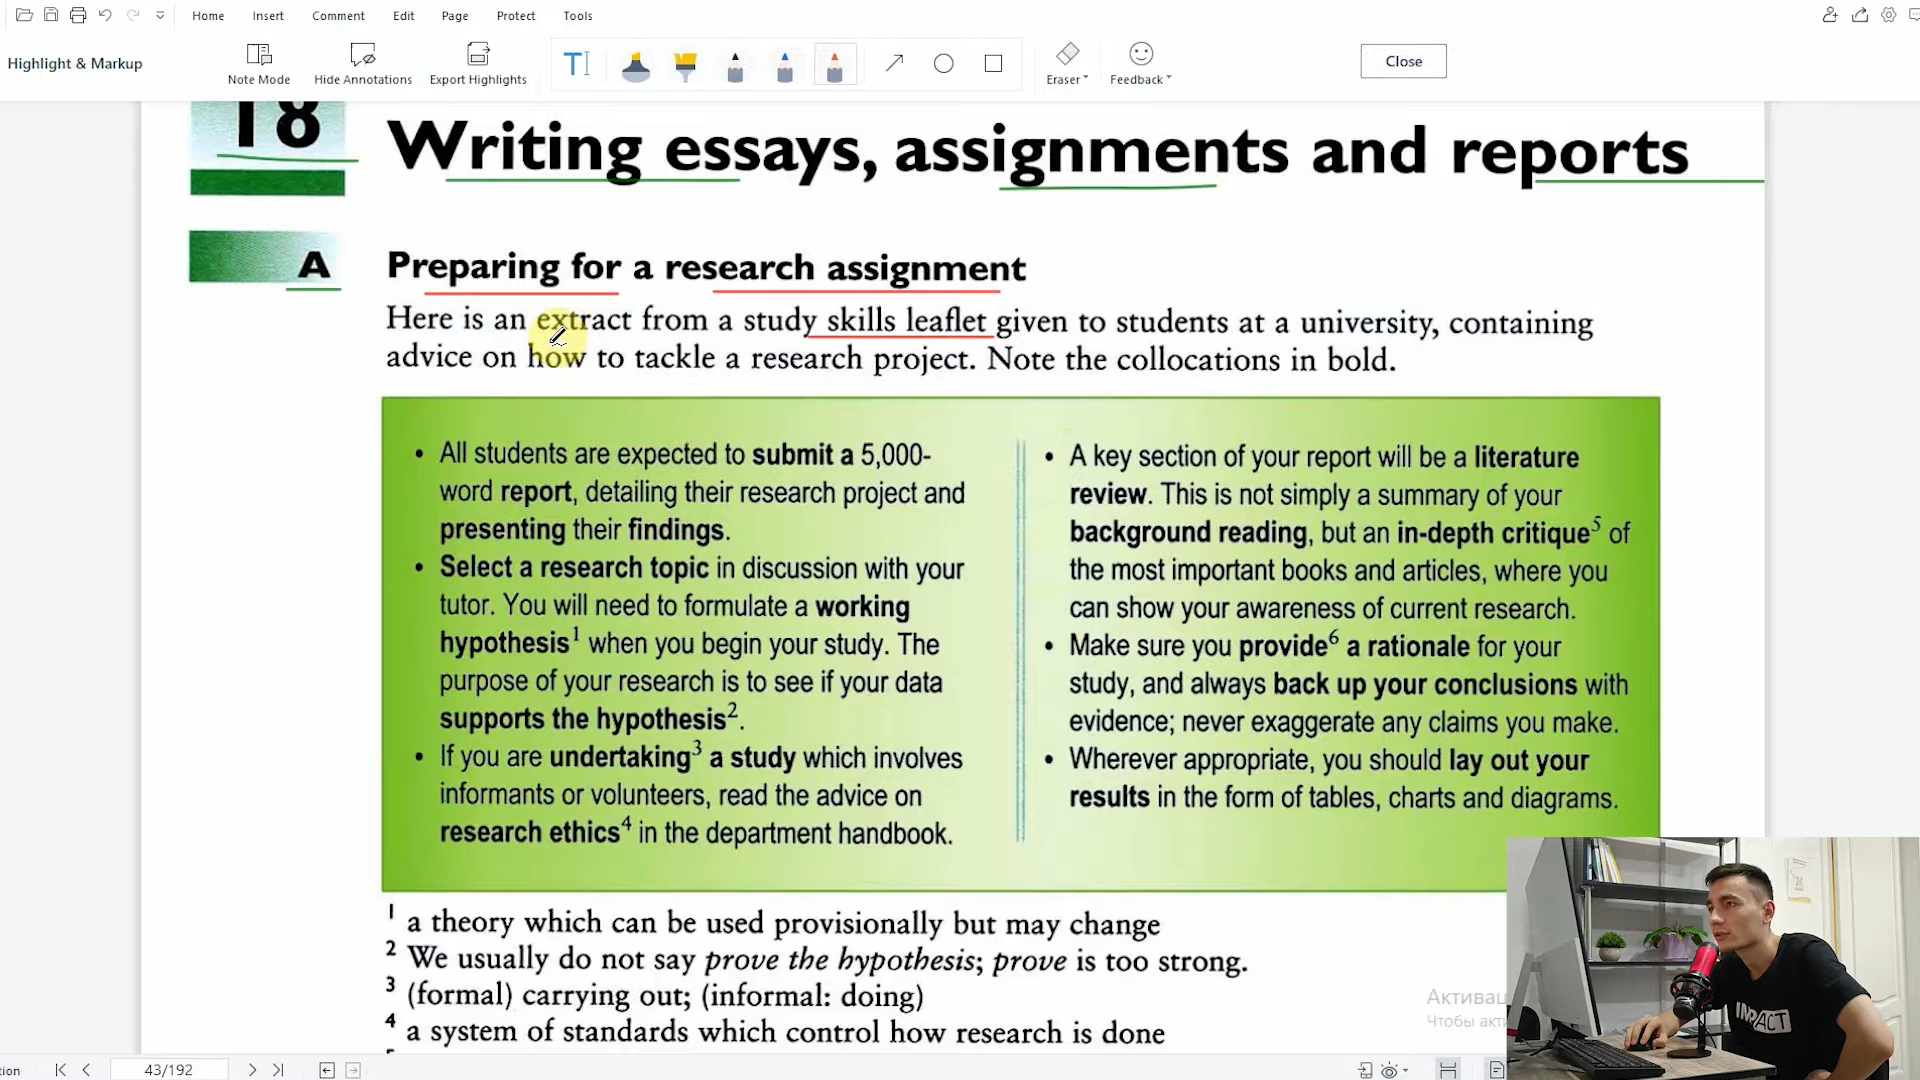 Home Insert Comment Edit Page Protect Tools
Highlight & Markup
Note Mode Hide Annotations Export Highlights Eraser Feedback
Close
18
Writing essays, assignments and reports
A
Preparing for a research assignment
Here is an extract from a study skills leaflet given to students at a university, containing
advice on how to tackle a research project. Note the collocations in bold.
• All students are expected to submit a 5,000-
word report, detailing their research project and
presenting their findings.
• Select a research topic in discussion with your
tutor. You will need to formulate a working
hypothesis1 when you begin your study. The
purpose of your research is to see if your data
supports the hypothesis2.
• If you are undertaking3 a study which involves
informants or volunteers, read the advice on
research ethics4 in the department handbook.
• A key section of your report will be a literature
review. This is not simply a summary of your
background reading, but an in-depth critique5 of
the most important books and articles, where you
can show your awareness of current research.
• Make sure you provide6 a rationale for your
study, and always back up your conclusions with
evidence; never exaggerate any claims you make.
• Wherever appropriate, you should lay out your
results in the form of tables, charts and diagrams.
1 a theory which can be used provisionally but may change
2 We usually do not say prove the hypothesis; prove is too strong.
3 (formal) carrying out; (informal: doing)
4 a system of standards which control how research is done
Активац
Чтобы акти
IMPACT
tion
43/192